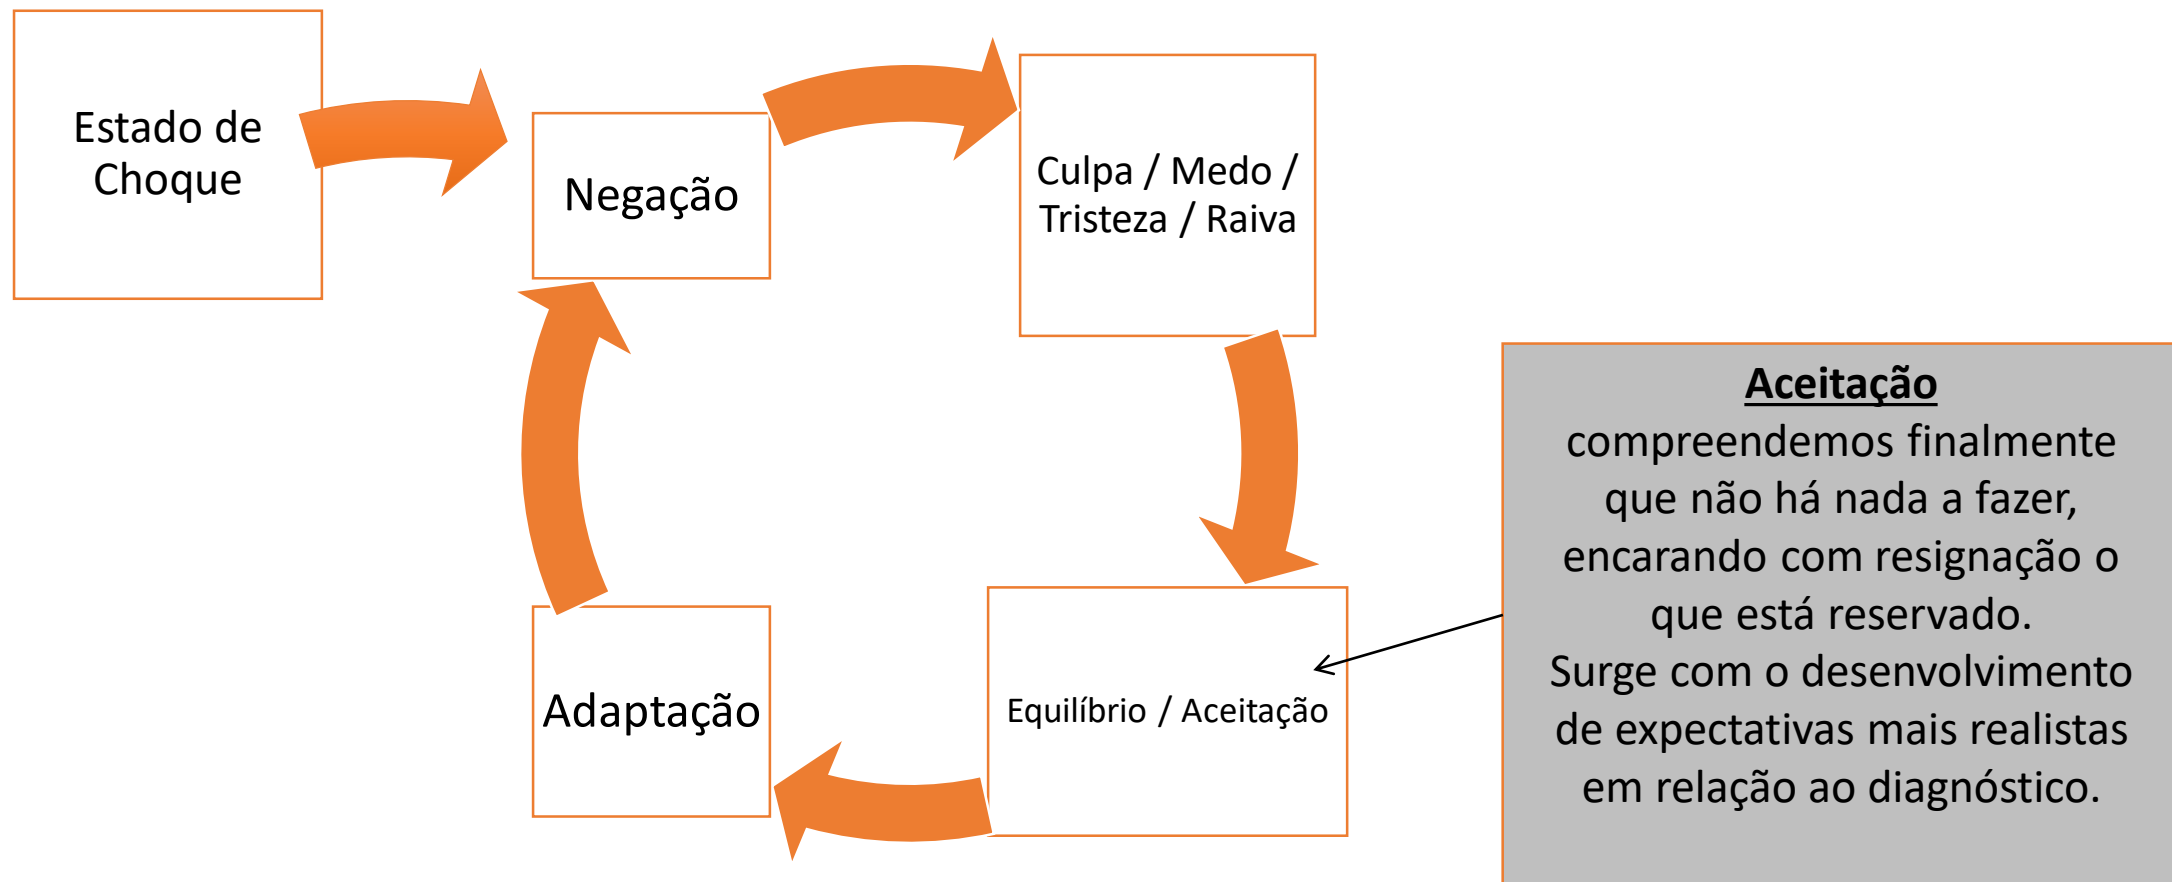 Estado de
Choque
Negação
Culpa / Medo /
Tristeza / Raiva
Equilíbrio / Aceitação
Adaptação
Aceitação
compreendemos finalmente
que não há nada a fazer,
encarando com resignação o
que está reservado.
Surge com o desenvolvimento
de expectativas mais realistas
em relação ao diagnóstico.